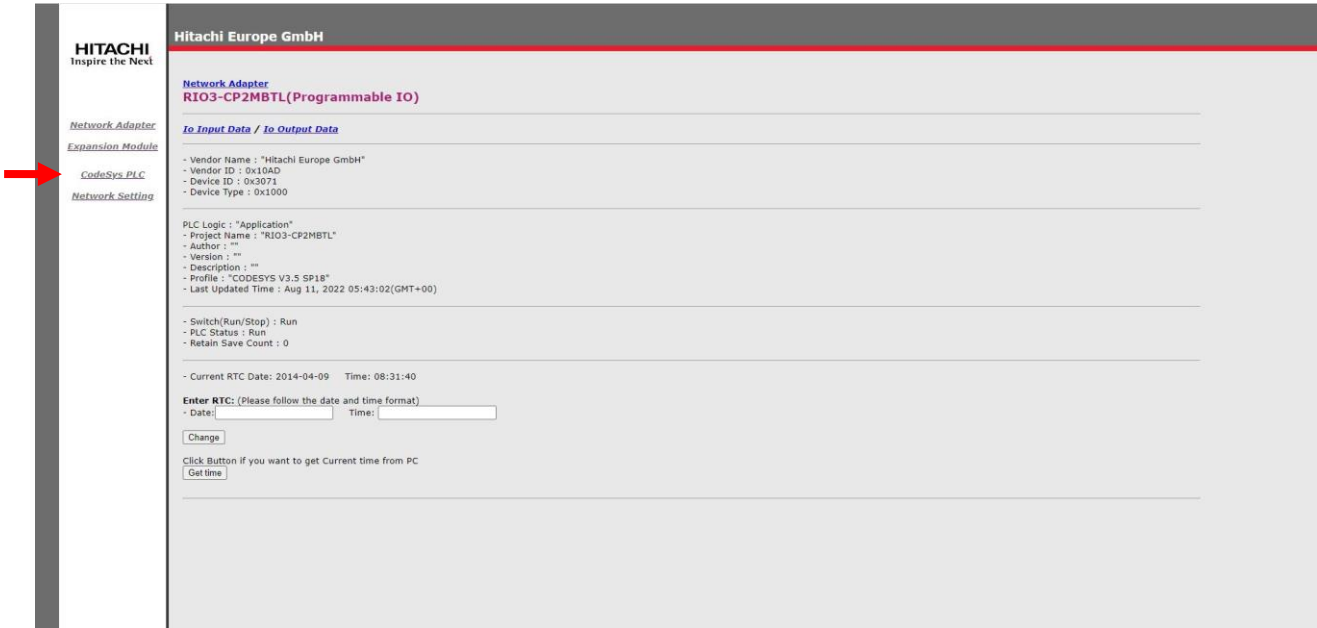 HITACHI
Inspire the Next
Network Adapter
Expansion Module
CodeSys PLC
Network Setting
Hitachi Europe GmbH
Network Adapter
RIO3-CP2MBTL(Programmable IO)
Io Input Data / Io Output Data
- Vendor Name : "Hitachi Europe GmbH"
- Vendor ID : 0x10AD
- Device ID : 0x3071
- Device Type : 0x1000
PLC Logic : "Application"
- Project Name : "RIO3-CP2MBTL"
- Author : ""
- Version : ""
- Description : ""
- Profile : "CODESYS V3.5 SP18"
- Last Updated Time : Aug 11, 2022 05:43:02(GMT+00)
- Switch(Run/Stop) : Run
- PLC Status : Run
- Retain Save Count : 0
- Current RTC Date: 2014-04-09 Time: 08:31:40
Enter RTC: (Please follow the date and time format)
- Date: Time:
Change
Click Button if you want to get Current time from PC
Get time